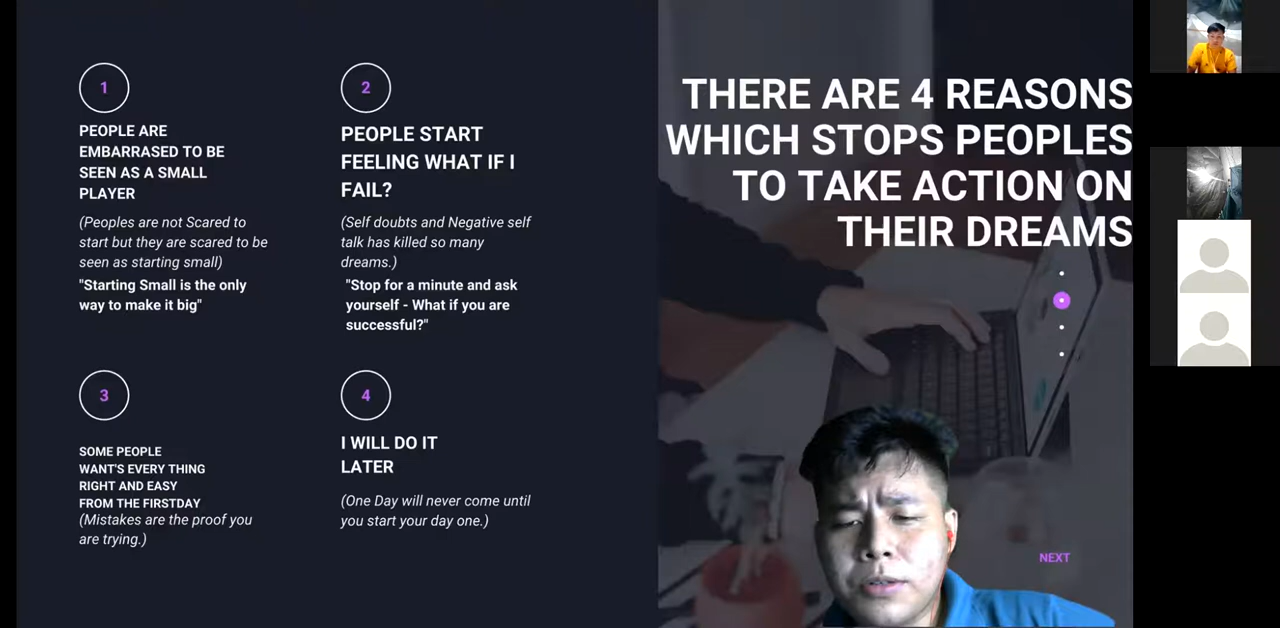 1
PEOPLE ARE
EMBARRASED TO BE
SEEN AS A SMALL
PLAYER
(Peoples are not Scared to
start but they are scared to be
seen as starting small)
"Starting Small is the only
way to make it big"
2
PEOPLE START
FEELING WHAT IF I
FAIL?
(Self doubts and Negative self
talk has killed so many
dreams.)
"Stop for a minute and ask
yourself - What if you are
successful?"
3
SOME PEOPLE
WANT'S EVERY THING
RIGHT AND EASY
FROM THE FIRSTDAY
(Mistakes are the proof you
are trying.)
4
I WILL DO IT
LATER
(One Day will never come until
you start your day one.)
THERE ARE 4 REASONS
WHICH STOPS PEOPLES
TO TAKE ACTION ON
THEIR DREAMS
NEXT